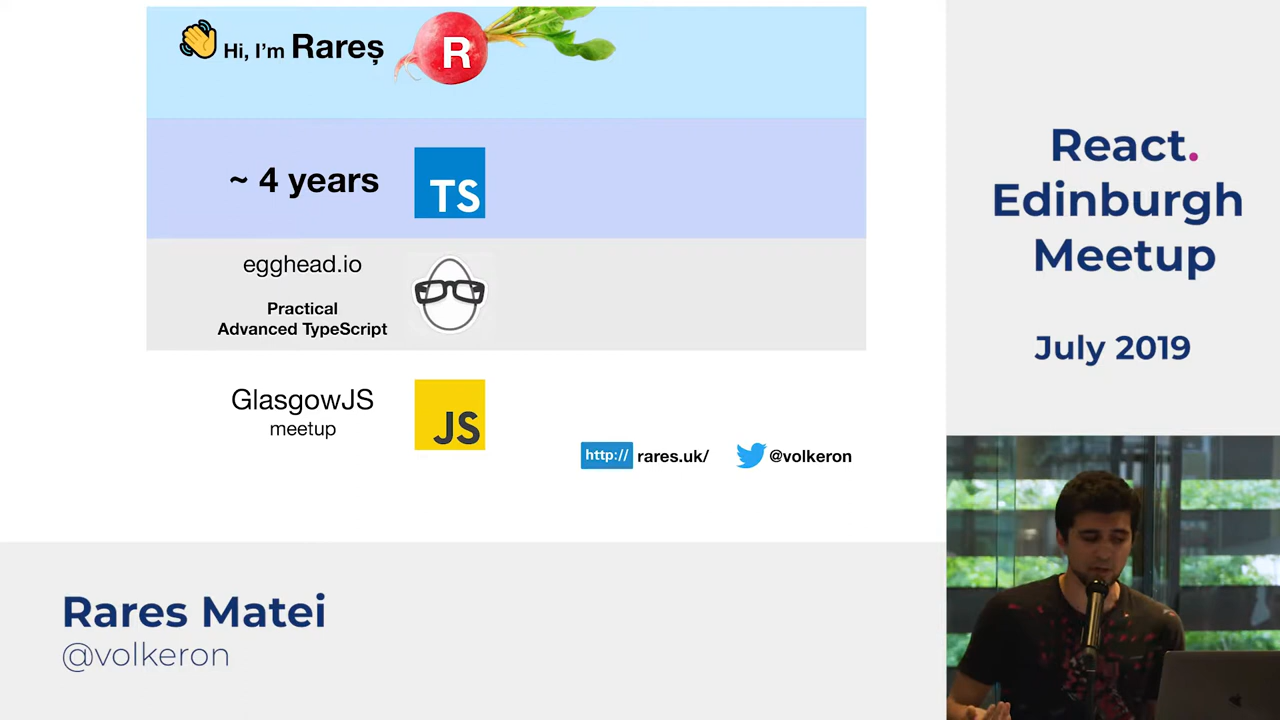 Hi, I'm Rareș
R
~ 4 years
TS
egghead.io
Practical
Advanced TypeScript
GlasgowJS
meetup
JS
http:// rares.uk/
@volkeron
React.
Edinburgh
Meetup
July 2019
Rares Matei
@volkeron